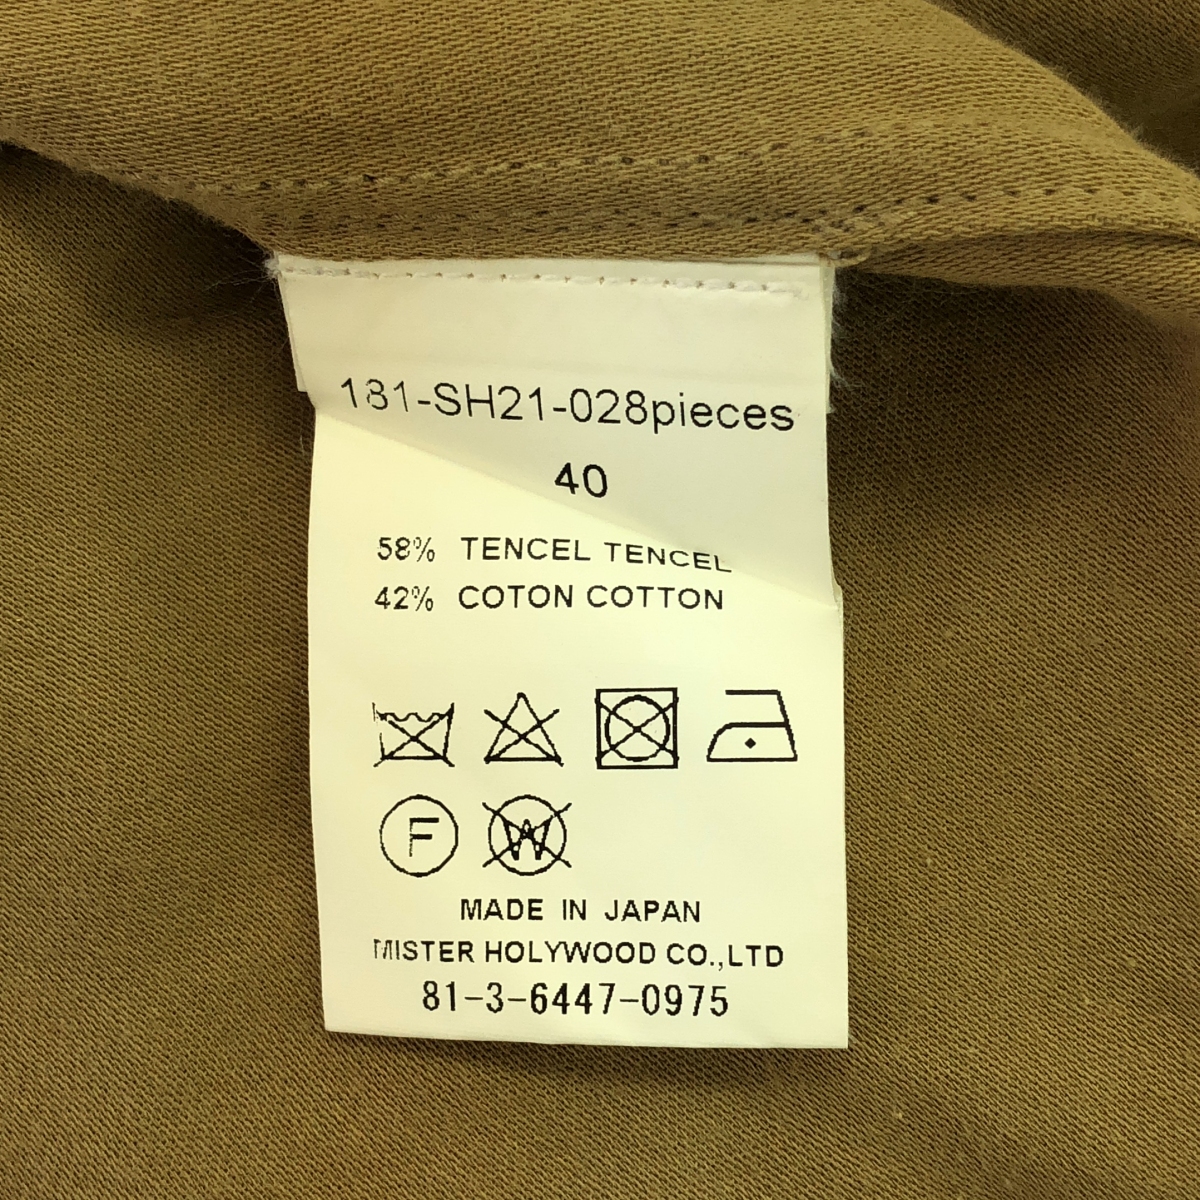 181-SH21-028pieces
40
58% TENCEL TENCEL
42% COTON COTTON
F W
MADE IN JAPAN
MISTER HOLYWOOD CO.,LTD
81-3-6447-0975